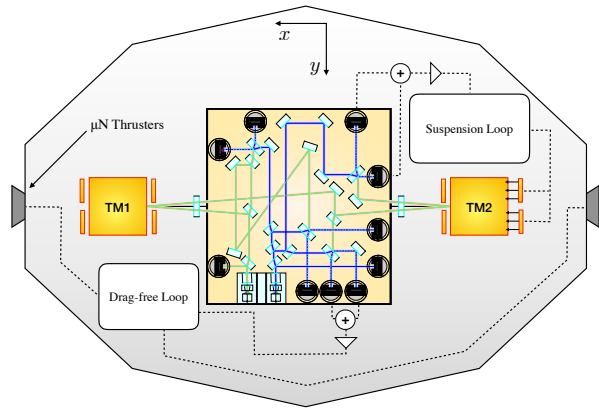 x
y
+
μN Thrusters
Suspension Loop
TM1
TM2
Drag-free Loop
+